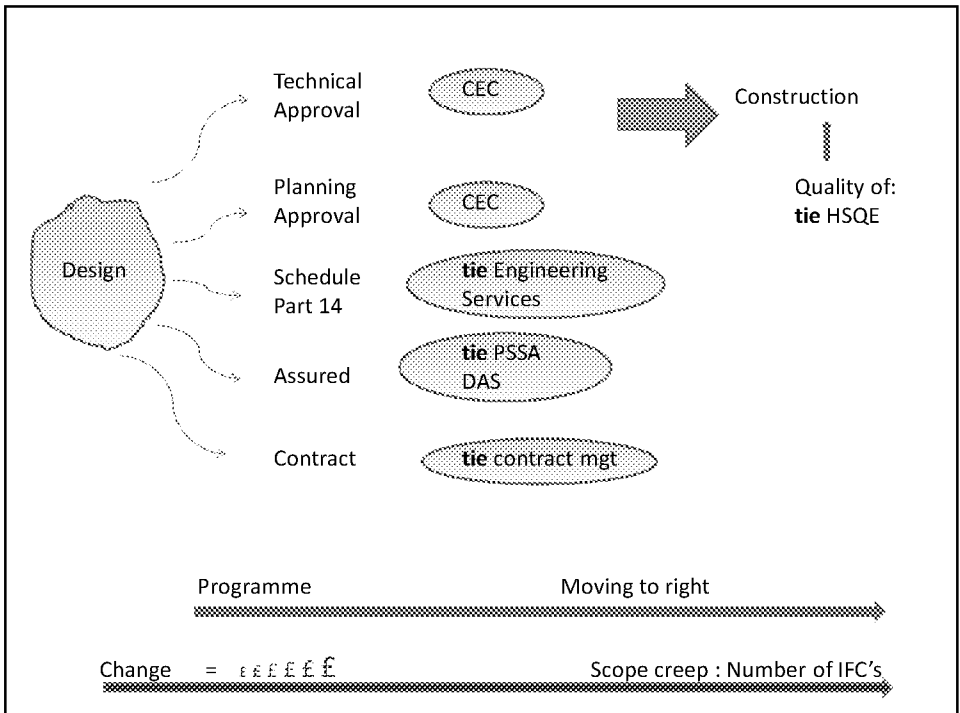 Technical
Approval
CEC
Construction
Planning
Approval
CEC
Quality of:
tie HSQE
Design
Schedule
Part 14
tie Engineering
Services
Assured
tie PSSA
DAS
Contract
tie contract mgt
Programme
Moving to right
Change = £ £ £ £ £ £
Scope creep : Number of IFC's